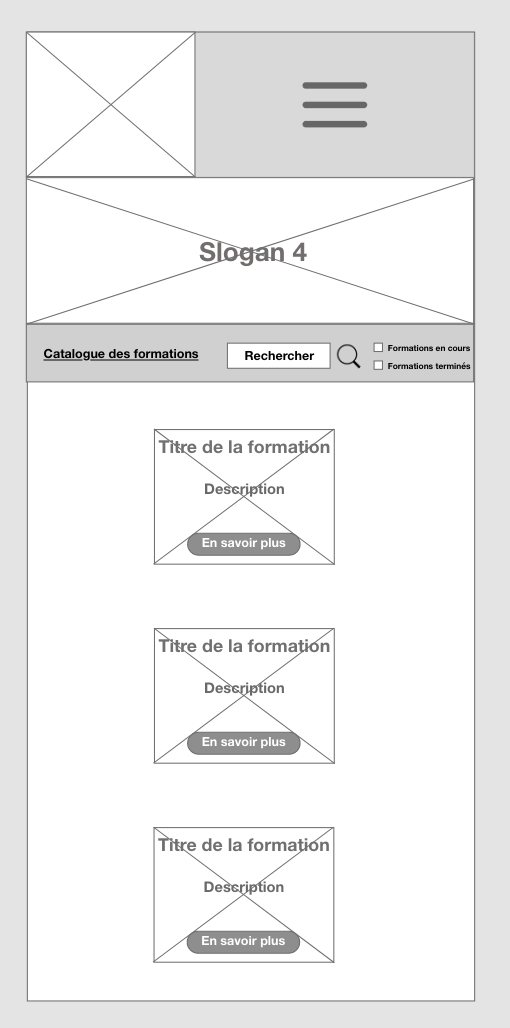 Slogan 4
Catalogue des formations
Rechercher
Formations en cours
Formations terminés
Titre de la formation
Description
En savoir plus
Titre de la formation
Description
En savoir plus
Titre de la formation
Description
En savoir plus